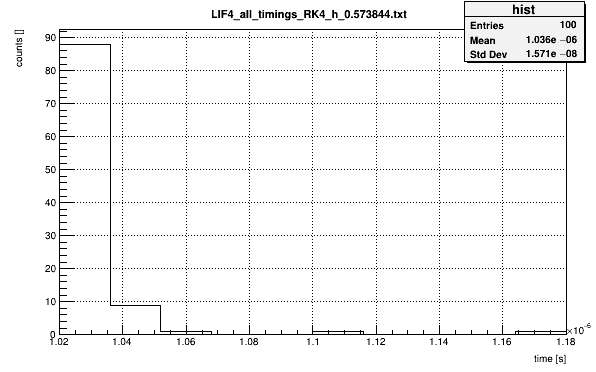 LIF4_all_timings_RK4_h_0.573844.txt
hist
Entries 100
Mean 1.036e −06
Std Dev 1.571e −08
counts []
90
80
70
60
50
40
30
20
10
0
1.02 1.04 1.06 1.08 1.1 1.12 1.14 1.16 1.18
×10−6
time [s]